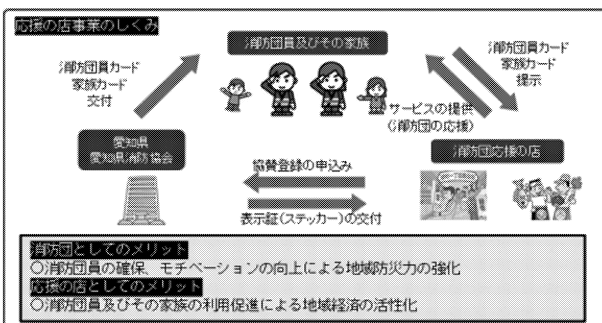 応援の店事業のしくみ
消防団員及びその家族
消防団員カード
家族カード
交付
消防団員カード
家族カード
提示
サービスの提供
(消防団の応援)
愛知県
愛知県消防協会
消防団応援の店
協賛登録の申込み
表示証(ステッカー)の交付
消防団としてのメリット
○消防団員の確保、モチベーションの向上による地域防災力の強化
応援の店としてのメリット
○消防団員及びその家族の利用促進による地域経済の活性化